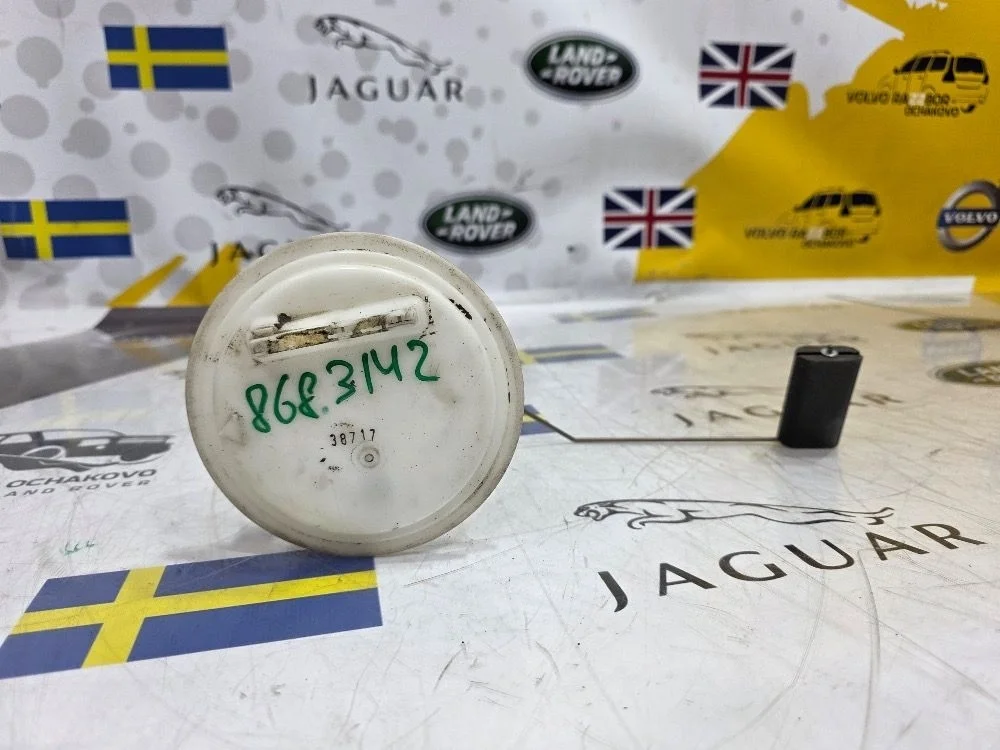 JAGUAR
LAND-
ROVER
VOLVO RAZBOR
OCHAKOVO
JAGUAR
LAND-
ROVER
VOLVO RAZBOR
OCHAKOVO
VOLVO
868.3142
38717
OCHAKOVO
AND ROVER
JAGUAR